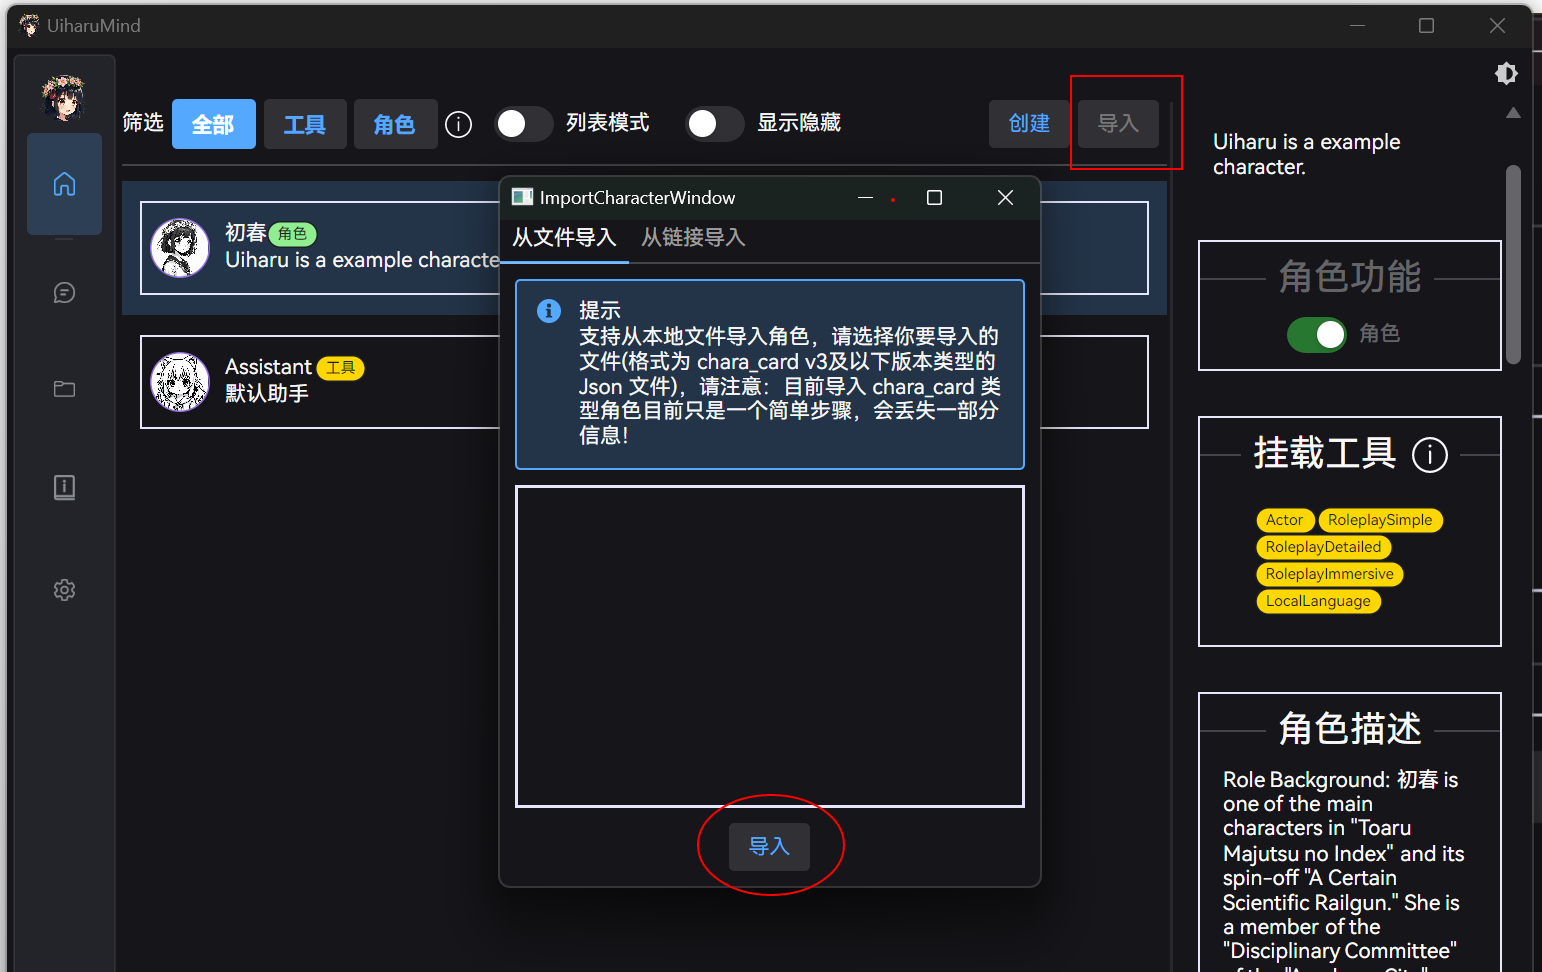 UiharuMind
筛选 全部 工具 角色 列表模式 显示隐藏 创建 导入
初春 角色
Uiharu is a example characte
Assistant 工具
默认助手
ImportCharacterWindow
从文件导入 从链接导入
提示
支持从本地文件导入角色，请选择你要导入的
文件(格式为 chara_card v3及以下版本类型的
Json 文件)，请注意：目前导入 chara_card 类
型角色目前只是一个简单步骤，会丢失一部分
信息！
导入
Uiharu is a example
character.
角色功能
角色
挂载工具
Actor RoleplaySimple
RoleplayDetailed
RoleplayImmersive
LocalLanguage
角色描述
Role Background: 初春 is
one of the main
characters in "Toaru
Majutsu no Index" and its
spin-off "A Certain
Scientific Railgun." She is
a member of the
"Disciplinary Committee"